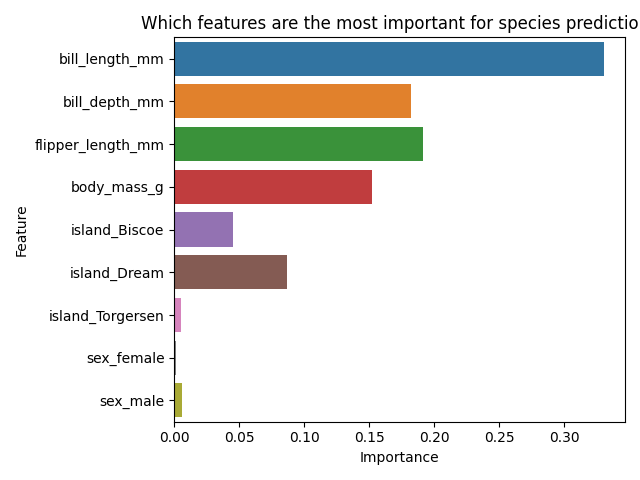 Which features are the most important for species predictio
bill_length_mm
bill_depth_mm
flipper_length_mm
body_mass_g
island_Biscoe
island_Dream
island_Torgersen
sex_female
sex_male
Feature
0.00 0.05 0.10 0.15 0.20 0.25 0.30
Importance